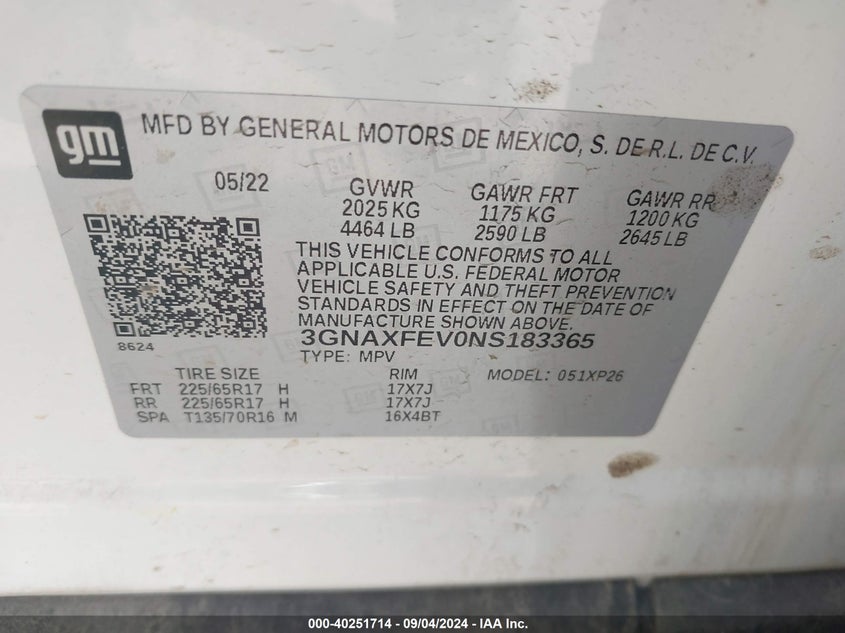 gm
MFD BY GENERAL MOTORS DE MEXICO, S. DE R.L. DE C.V.
05/22 GVWR GAWR FRT GAWR RR
2025 KG 1175 KG 1200 KG
4464 LB 2590 LB 2645 LB
THIS VEHICLE CONFORMS TO ALL
APPLICABLE U.S. FEDERAL MOTOR
VEHICLE SAFETY AND THEFT PREVENTION
STANDARDS IN EFFECT ON THE DATE OF
MANUFACTURE SHOWN ABOVE.
3GNAXFEV0NS183365
8624
TYPE: MPV
TIRE SIZE RIM MODEL: 051XP26
FRT 225/65R17 H 17X7J
RR 225/65R17 H 17X7J
SPA T135/70R16 M 16X4BT
000-40251714 - 09/04/2024 - IAA Inc.